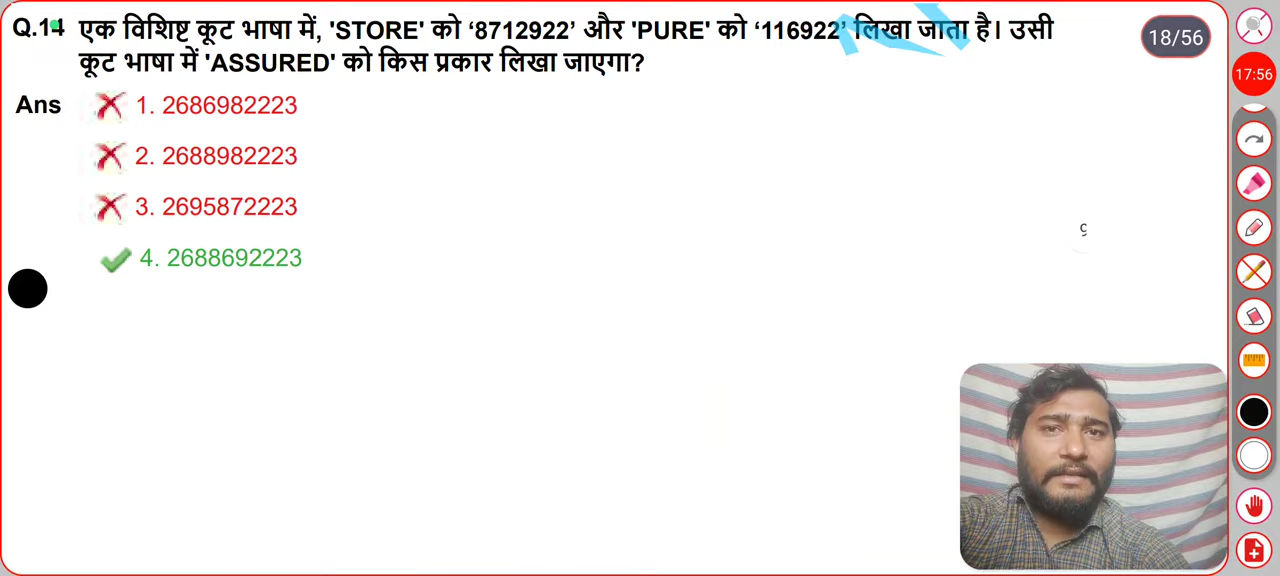 Q.14 एक विशिष्ट कूट भाषा में, 'STORE' को ‘8712922’ और 'PURE' को ‘116922’ लिखा जाता है। उसी
कूट भाषा में 'ASSURED' को किस प्रकार लिखा जाएगा?
Ans 1. 2686982223
2. 2688982223
3. 2695872223
4. 2688692223
18/56
17:56